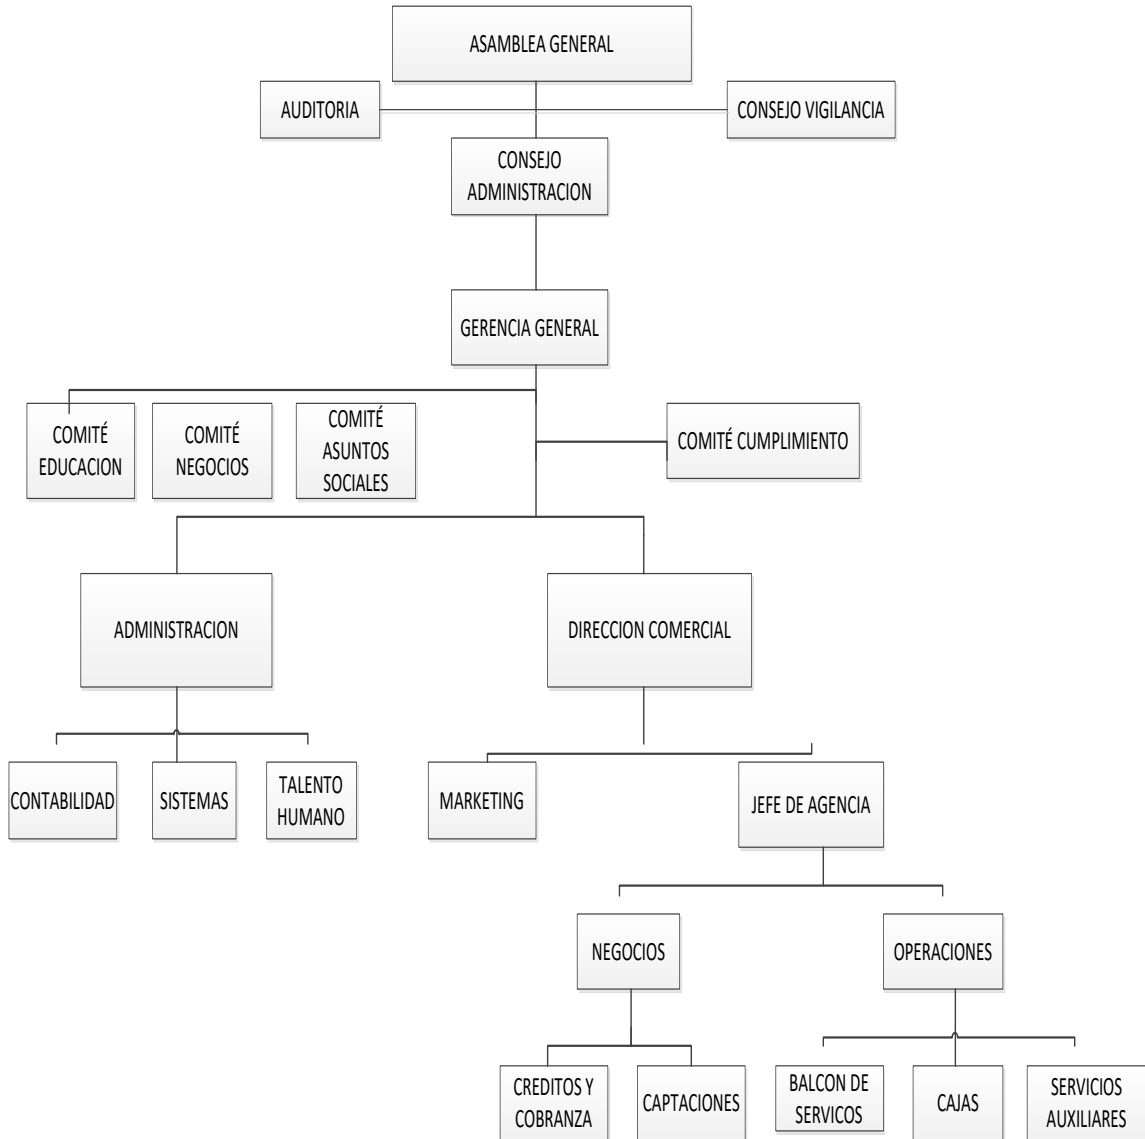 ASAMBLEA GENERAL
AUDITORIA
CONSEJO VIGILANCIA
CONSEJO
ADMINISTRACION
GERENCIA GENERAL
COMITÉ
EDUCACION
COMITÉ
NEGOCIOS
COMITÉ
ASUNTOS
SOCIALES
COMITÉ CUMPLIMIENTO
ADMINISTRACION
DIRECCION COMERCIAL
CONTABILIDAD
SISTEMAS
TALENTO
HUMANO
MARKETING
JEFE DE AGENCIA
NEGOCIOS
OPERACIONES
CREDITOS Y
COBRANZA
CAPTACIONES
BALCON DE
SERVICOS
CAJAS
SERVICIOS
AUXILIARES